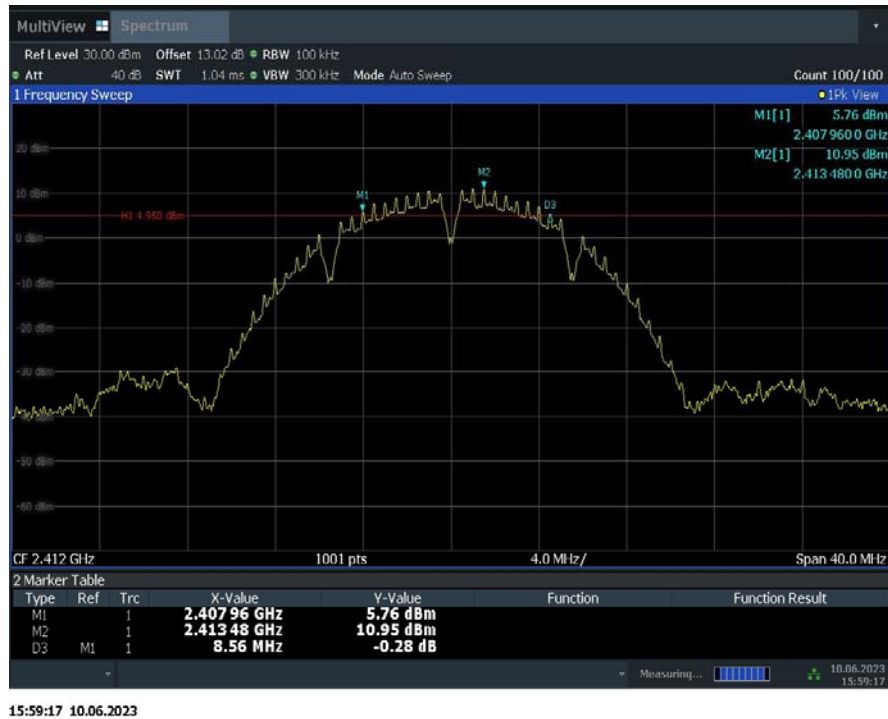 MultiView Spectrum
Ref Level 30.00 dBm Offset 13.02 dB RBW 100 kHz
Att 40 dB SWT 1.04 ms VBW 300 kHz Mode Auto Sweep Count 100/100
1 Frequency Sweep 1Pk View
M1[1] 5.76 dBm
2.407 960 0 GHz
M2[1] 10.95 dBm
2.413 480 0 GHz
20 dBm
M2
10 dBm
M1
D3
H1 4.950 dBm
0 dBm
-10 dBm
-20 dBm
-30 dBm
-50 dBm
-60 dBm
CF 2.412 GHz 1001 pts 4.0 MHz/ Span 40.0 MHz
2 Marker Table
Type Ref Trc X-Value Y-Value Function Function Result
M1 1 2.407 96 GHz 5.76 dBm
M2 1 2.413 48 GHz 10.95 dBm
D3 M1 1 8.56 MHz -0.28 dB
Measuring... 10.06.2023
15:59:17
15:59:17 10.06.2023